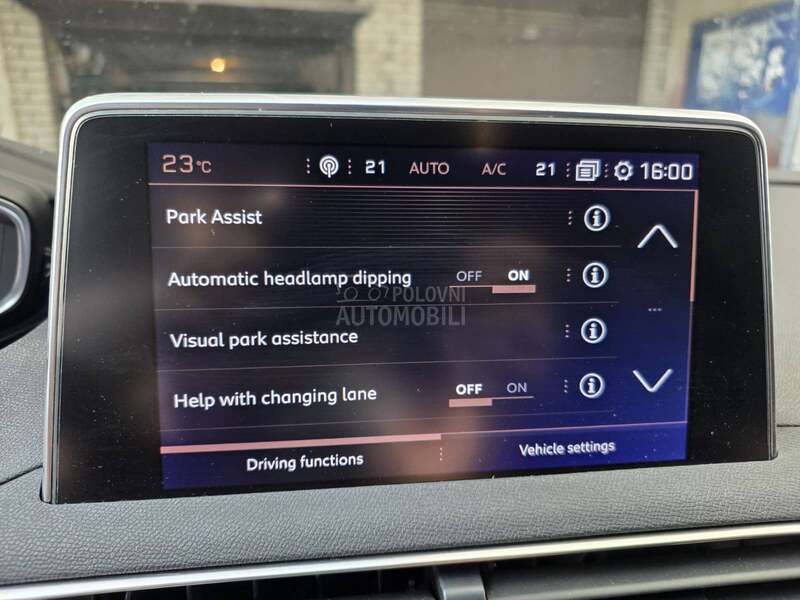 23°C 21 AUTO A/C 21 16:00
Park Assist
Automatic headlamp dipping OFF ON
POLOVNI
AUTOMOBILI
Visual park assistance
Help with changing lane OFF ON
Driving functions Vehicle settings